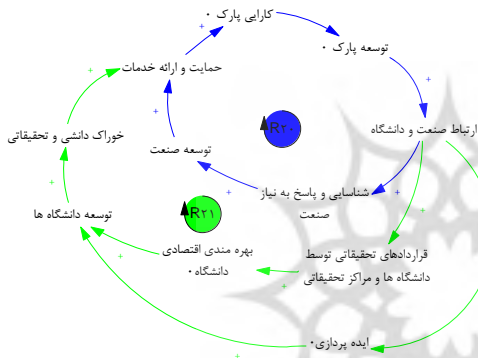 کارایی پارک ۰
توسعه پارک ۰
حمایت و ارائه خدمات
ارتباط صنعت و دانشگاه
R۲۰
خوراک دانشی و تحقیقاتی
توسعه صنعت
شناسایی و پاسخ به نیاز
صنعت
R۲۱
توسعه دانشگاه ها
بهره مندی اقتصادی
دانشگاه ۰
قراردادهای تحقیقاتی توسط
دانشگاه ها و مراکز تحقیقاتی
ایده پردازی۰